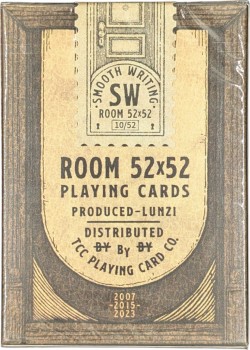 SMOOTH WRITING
SW
ROOM 52x52
10/52
ROOM 52x52
PLAYING CARDS
PRODUCED-LUNZI
DISTRIBUTED
BY By BY
TCC PLAYING CARD CO.
2007
-2015-
2023